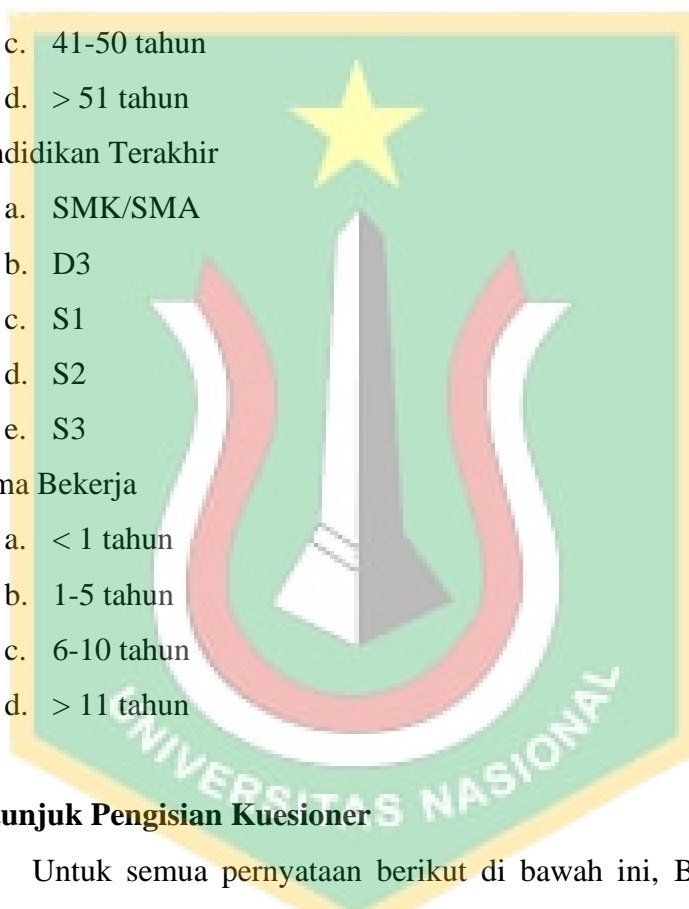 c. 41-50 tahun
d. > 51 tahun
ndidikan Terakhir
a. SMK/SMA
b. D3
c. S1
d. S2
e. S3
ma Bekerja
a. < 1 tahun
b. 1-5 tahun
c. 6-10 tahun
d. > 11 tahun
UNIVERSITAS NASIONAL
unjuk Pengisian Kuesioner
Untuk semua pernyataan berikut di bawah ini, B